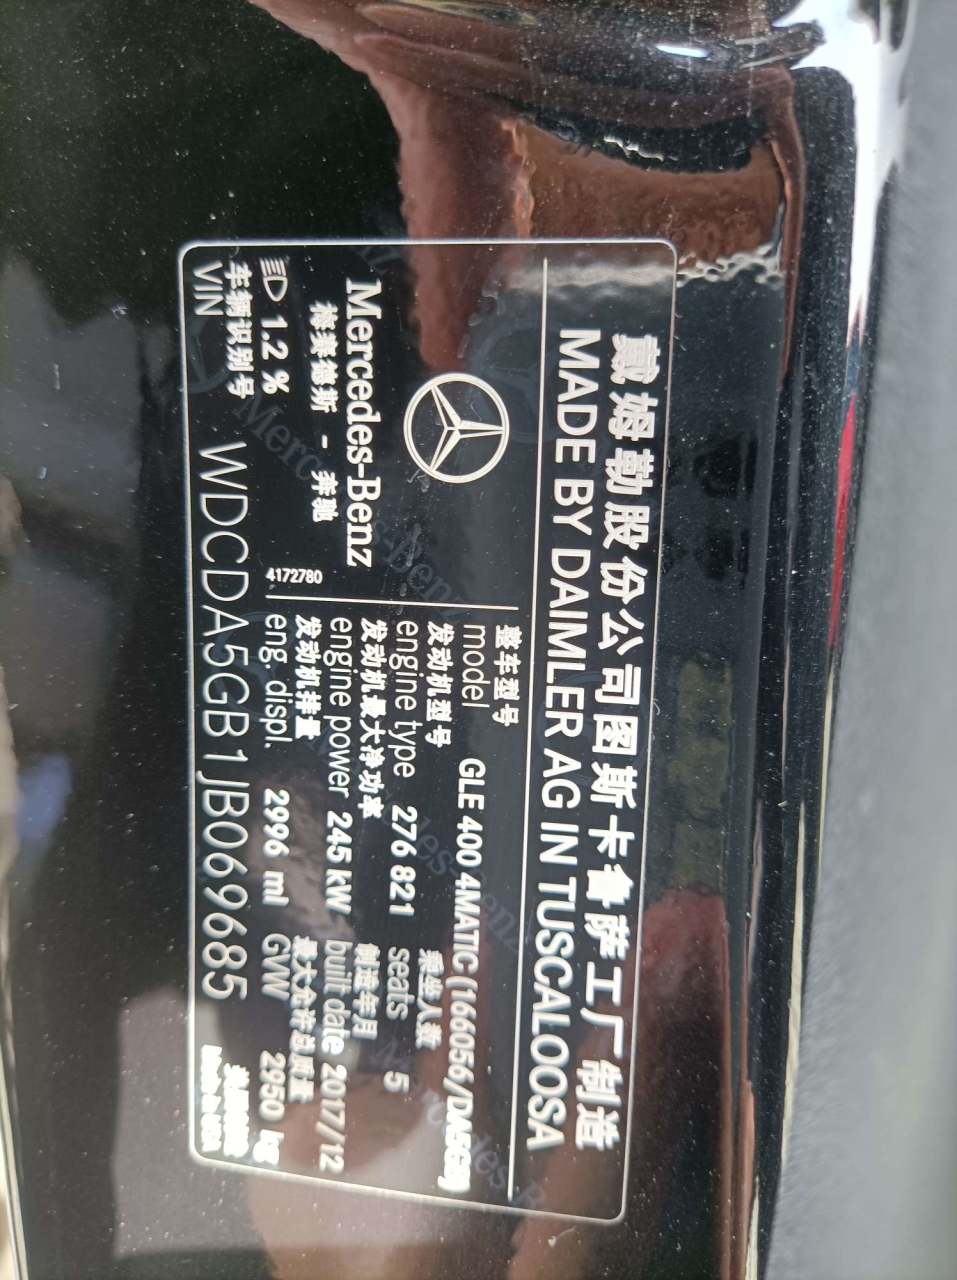 戴姆勒股份公司图斯卡鲁萨工厂制造
MADE BY DAIMLER AG IN TUSCALOOSA
Mercedes-Benz
梅赛德斯 - 奔驰
1.2 %
4172780
整车型号
model GLE 400 4MATIC (166056/DA5GB)
发动机型号 乘坐人数
engine type 276 821 seats 5
发动机最大净功率 制造年月
engine power 245 kW built date 2017/12
发动机排量 最大允许总质量
eng. displ. 2996 ml GVW 2950 kg
车辆识别号
VIN WDCDA5GB1JB069685